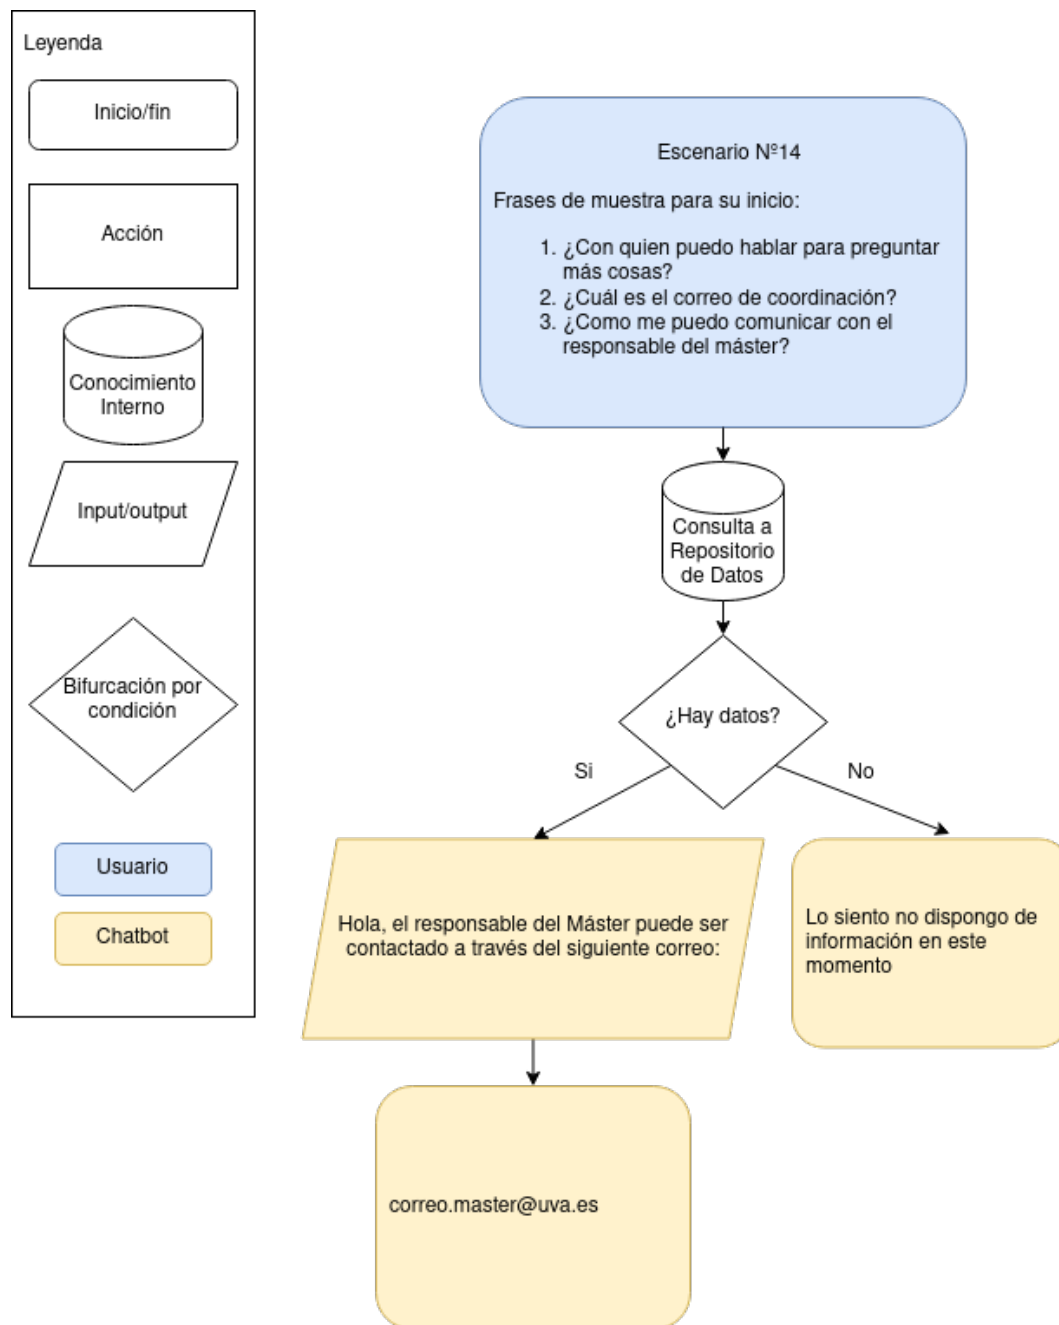 Leyenda
Inicio/fin
Acción
Conocimiento
Interno
Input/output
Bifurcación por
condición
Usuario
Chatbot
Escenario Nº14
Frases de muestra para su inicio:
1. ¿Con quien puedo hablar para preguntar
más cosas?
2. ¿Cuál es el correo de coordinación?
3. ¿Como me puedo comunicar con el
responsable del máster?
Consulta a
Repositorio
de Datos
¿Hay datos?
Si
No
Hola, el responsable del Máster puede ser
contactado a través del siguiente correo:
Lo siento no dispongo de
información en este
momento
correo.master@uva.es